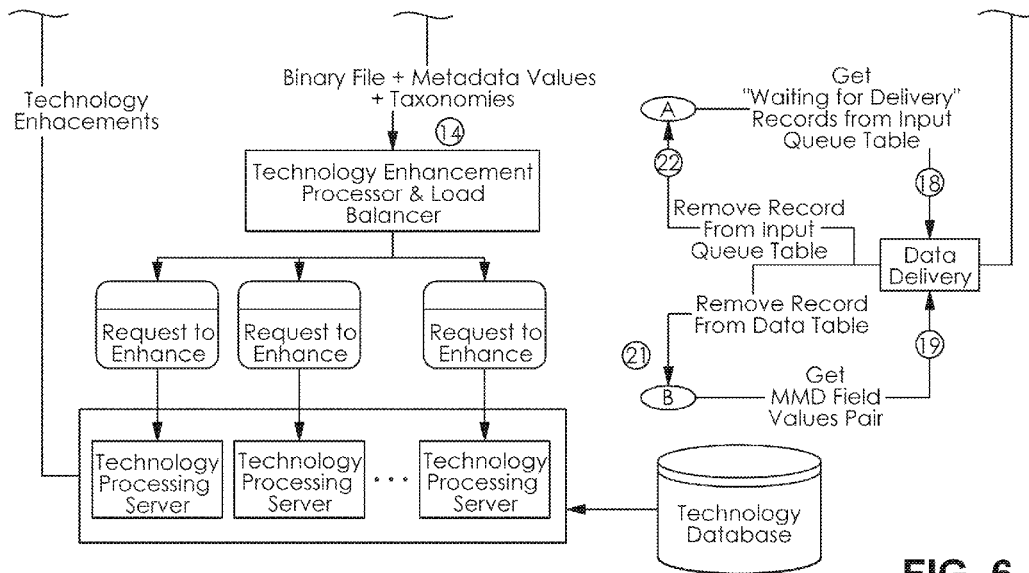 Technology
Enhacements
Binary File + Metadata Values
+ Taxonomies
14
Technology Enhancement
Processor & Load
Balancer
Request to
Enhance
Request to
Enhance
Request to
Enhance
Technology
Processing
Server
Technology
Processing
Server
. . .
Technology
Processing
Server
Technology
Database
Get
"Waiting for Delivery"
Records from Input
Queue Table
A
22
18
Remove Record
From Input
Queue Table
Data
Delivery
Remove Record
From Data Table
21
19
B
Get
MMD Field
Values Pair
FIG. 6